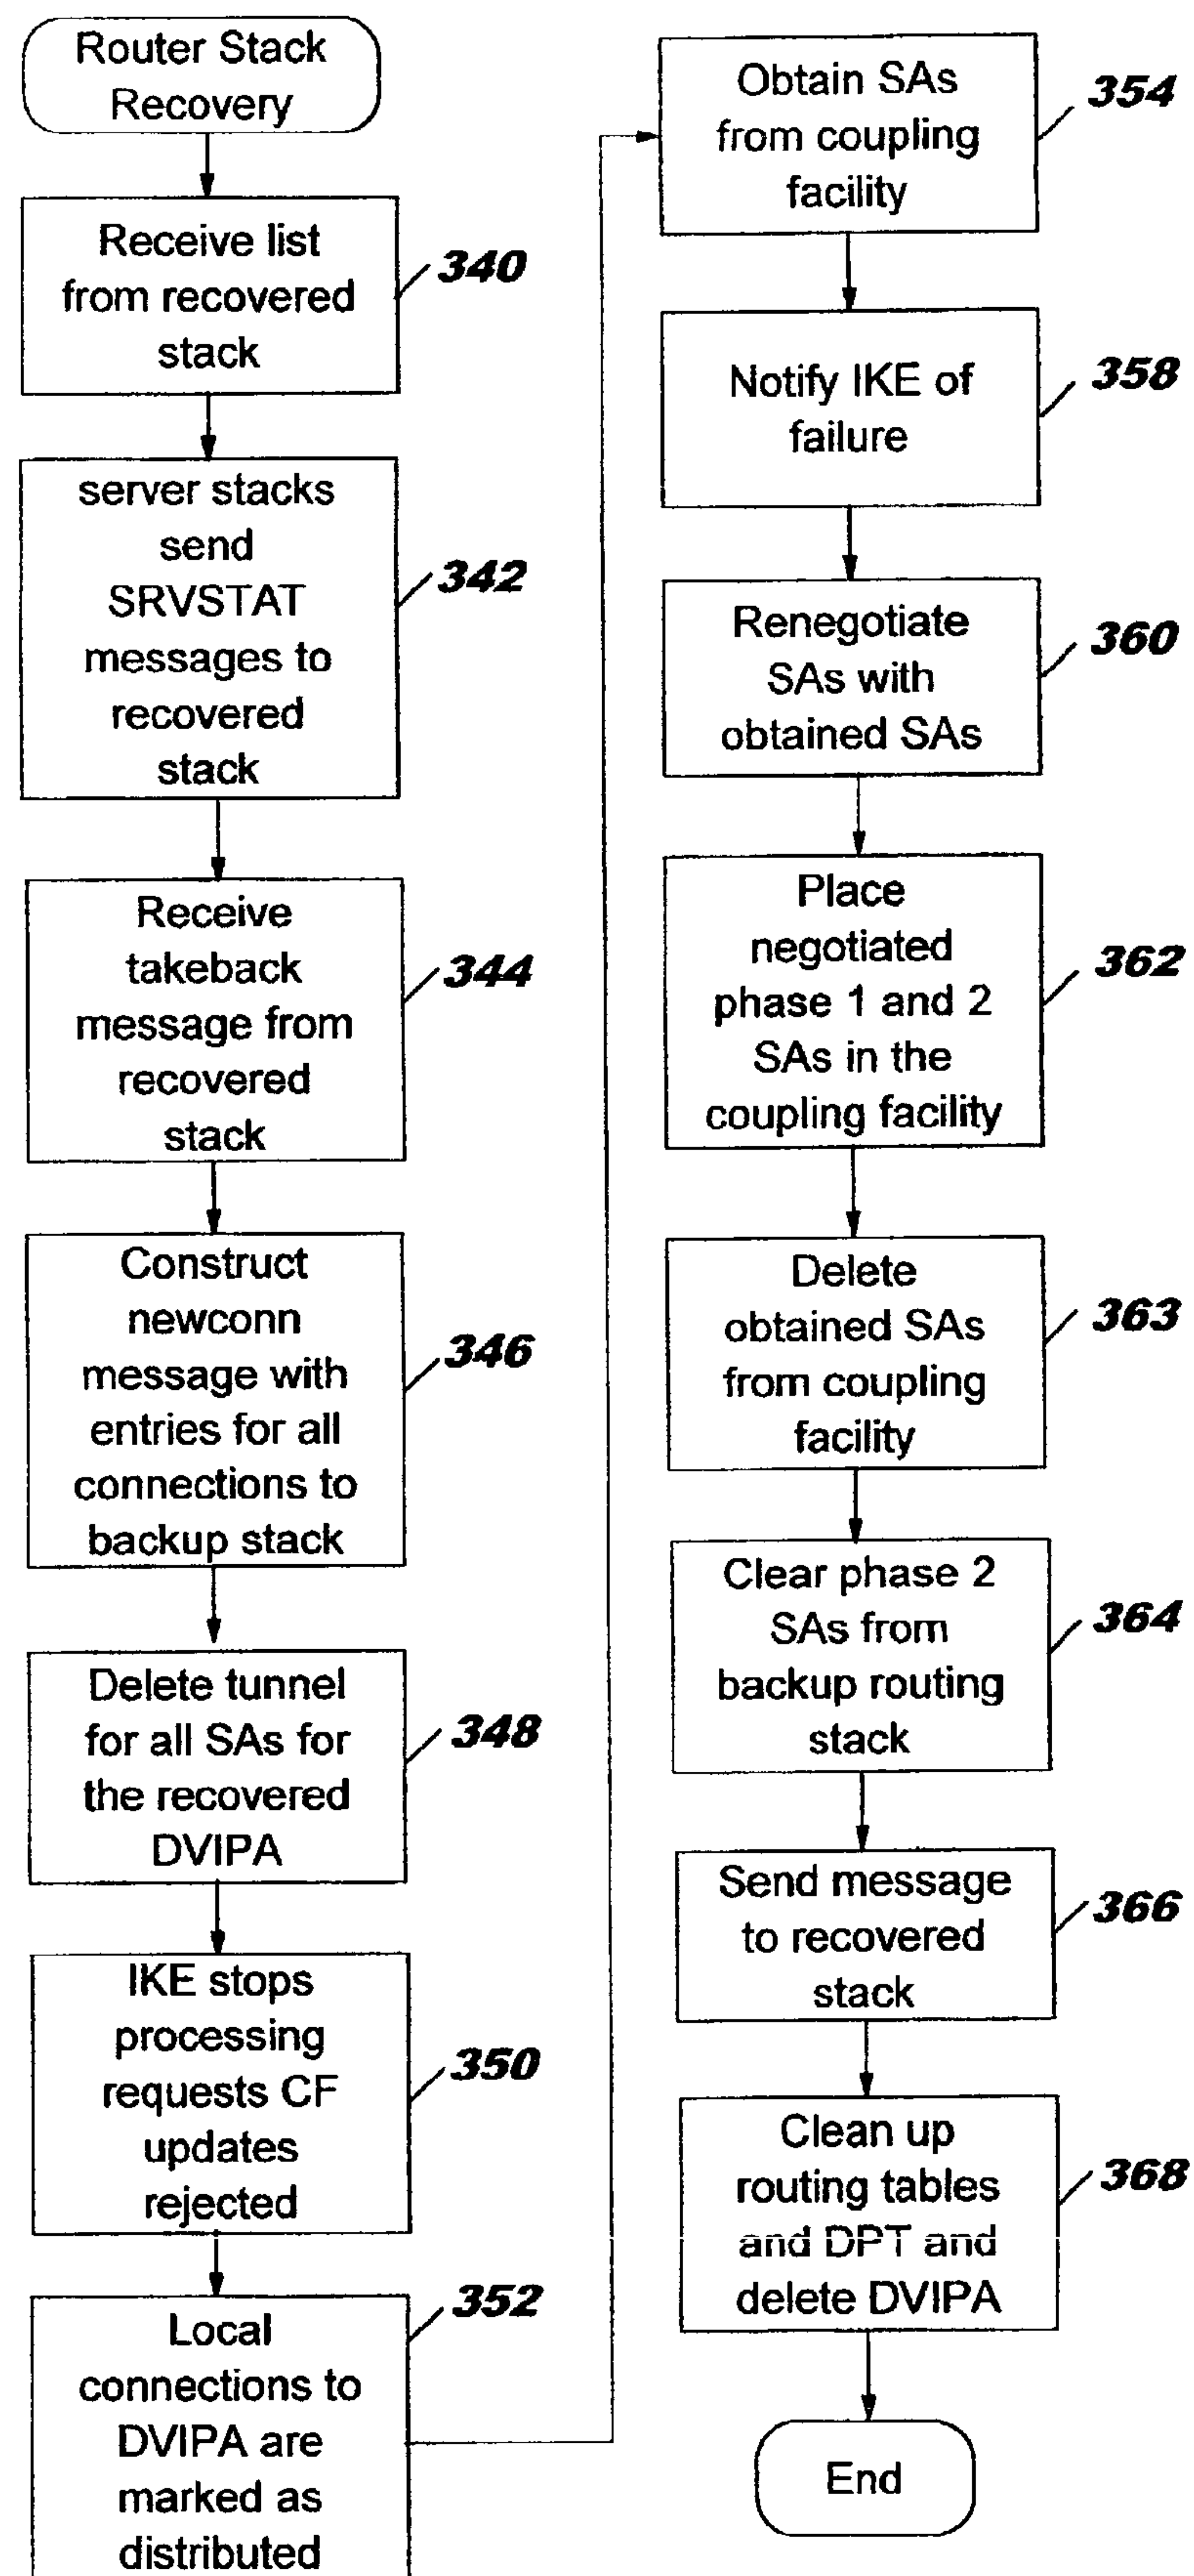 Router Stack
Recovery
Receive list
from recovered
stack
340
server stacks
send
SRVSTAT
messages to
recovered
stack
342
Receive
takeback
message from
recovered
stack
344
Construct
newconn
message with
entries for all
connections to
backup stack
346
Delete tunnel
for all SAs for
the recovered
DVIPA
348
IKE stops
processing
requests CF
updates
rejected
350
Local
connections to
DVIPA are
marked as
distributed
352
Obtain SAs
from coupling
facility
354
Notify IKE of
failure
358
Renegotiate
SAs with
obtained SAs
360
Place
negotiated
phase 1 and 2
SAs in the
coupling facility
362
Delete
obtained SAs
from coupling
facility
363
Clear phase 2
SAs from
backup routing
stack
364
Send message
to recovered
stack
366
Clean up
routing tables
and DPT and
delete DVIPA
368
End